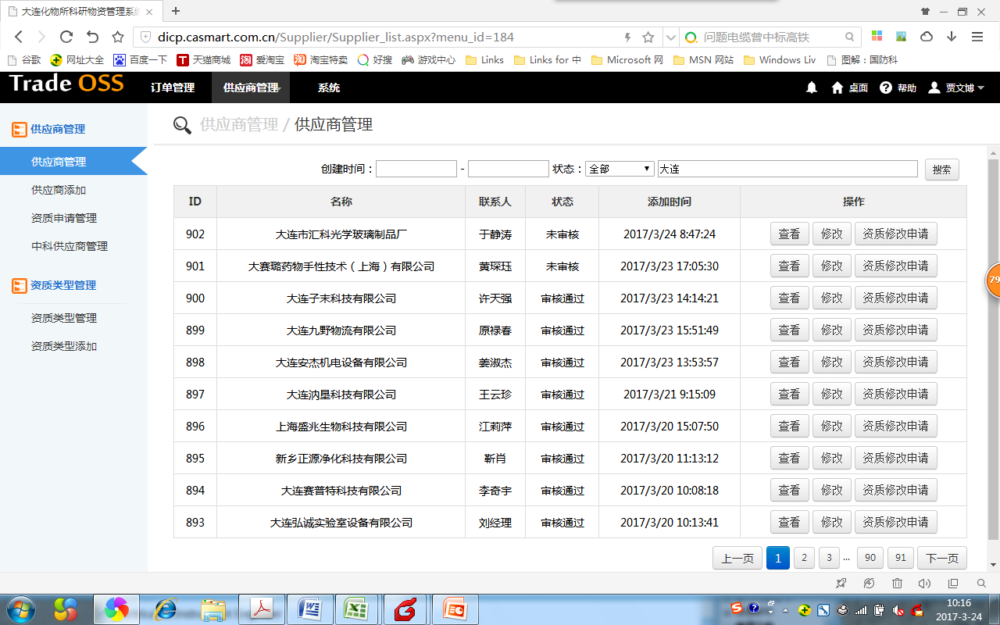 大连化物所科研物资管理系统
dicp.casmart.com.cn/Supplier/Supplier_list.aspx?menu_id=184
问题电缆曾中标高铁
谷歌 网址大全 百度一下 天猫商城 爱淘宝 淘宝特卖 好搜 游戏中心 Links Links for 中 Microsoft 网 MSN 网站 Windows Liv 图解：国防科
Trade OSS 订单管理 供应商管理 系统 桌面 ? 帮助 贾文博
供应商管理
供应商管理
供应商添加
资质申请管理
中科供应商管理
资质类型管理
资质类型管理
资质类型添加
供应商管理 / 供应商管理
创建时间： - 状态： 全部 大连 搜索
ID 名称 联系人 状态 添加时间 操作
902 大连市汇科光学玻璃制品厂 于静涛 未审核 2017/3/24 8:47:24 查看 修改 资质修改申请
901 大赛璐药物手性技术（上海）有限公司 黄琛珏 未审核 2017/3/23 17:05:30 查看 修改 资质修改申请
900 大连子未科技有限公司 许天强 审核通过 2017/3/23 14:14:21 查看 修改 资质修改申请
899 大连九野物流有限公司 原禄春 审核通过 2017/3/23 15:51:49 查看 修改 资质修改申请
898 大连安杰机电设备有限公司 姜淑杰 审核通过 2017/3/23 13:53:57 查看 修改 资质修改申请
897 大连汭垦科技有限公司 王云珍 审核通过 2017/3/21 9:15:09 查看 修改 资质修改申请
896 上海盛兆生物科技有限公司 江莉萍 审核通过 2017/3/20 15:07:50 查看 修改 资质修改申请
895 新乡正源净化科技有限公司 靳肖 审核通过 2017/3/20 11:13:12 查看 修改 资质修改申请
894 大连赛普特科技有限公司 李奇宇 审核通过 2017/3/20 10:08:18 查看 修改 资质修改申请
893 大连弘诚实验室设备有限公司 刘经理 审核通过 2017/3/20 10:13:41 查看 修改 资质修改申请
上一页 1 2 3 ... 90 91 下一页
79
10:16
2017-3-24